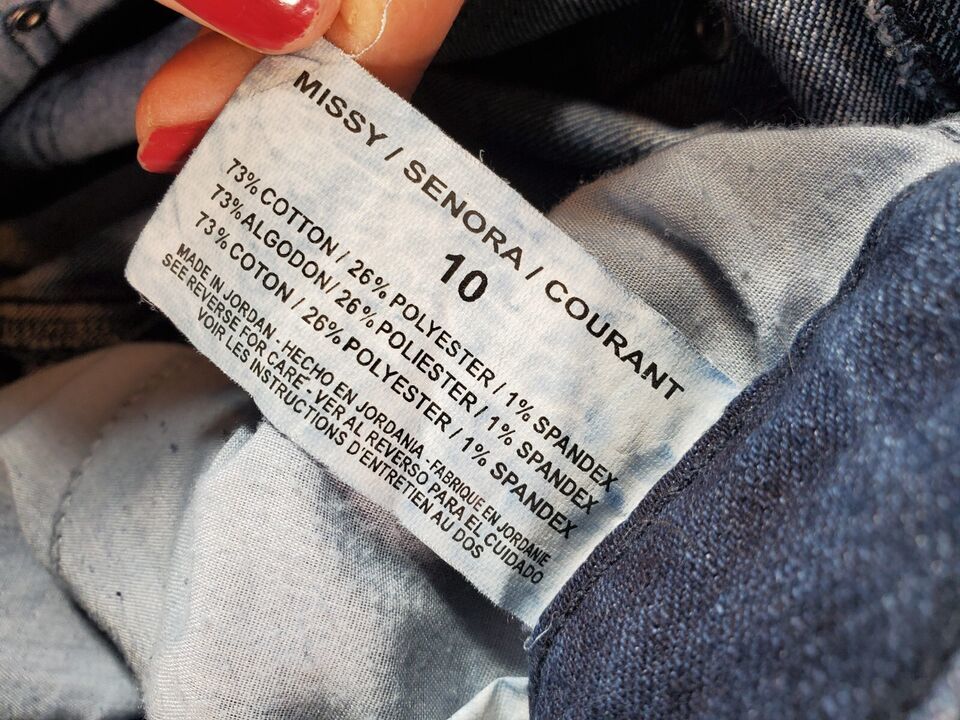 MISSY / SENORA / COURANT
10
73% COTTON / 26% POLYESTER / 1% SPANDEX
73% ALGODON / 26% POLIESTER / 1% SPANDEX
73% COTON / 26% POLYESTER / 1% SPANDEX
MADE IN JORDAN - HECHO EN JORDANIA -FABRIQUE EN JORDANIE
SEE REVERSE FOR CARE - VER AL REVERSO PARA EL CUIDADO
VOIR LES INSTRUCTIONS D'ENTRETIEN AU DOS